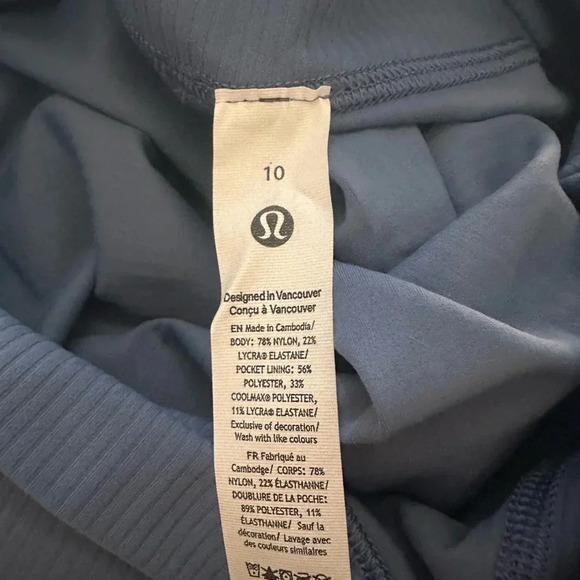 10
Designed in Vancouver
Conçu à Vancouver
EN Made in Cambodia/
BODY: 78% NYLON, 22%
LYCRA® ELASTANE/
POCKET LINING: 56%
POLYESTER, 33%
COOLMAX® POLYESTER,
11% LYCRA® ELASTANE/
Exclusive of decoration/
Wash with like colours
FR Fabriqué au
Cambodge/ CORPS: 78%
NYLON, 22% ÉLASTHANNE/
DOUBLURE DE LA POCHE:
89% POLYESTER, 11%
ÉLASTHANNE/ Sauf la
décoration/ Lavage avec
des couleurs similaires